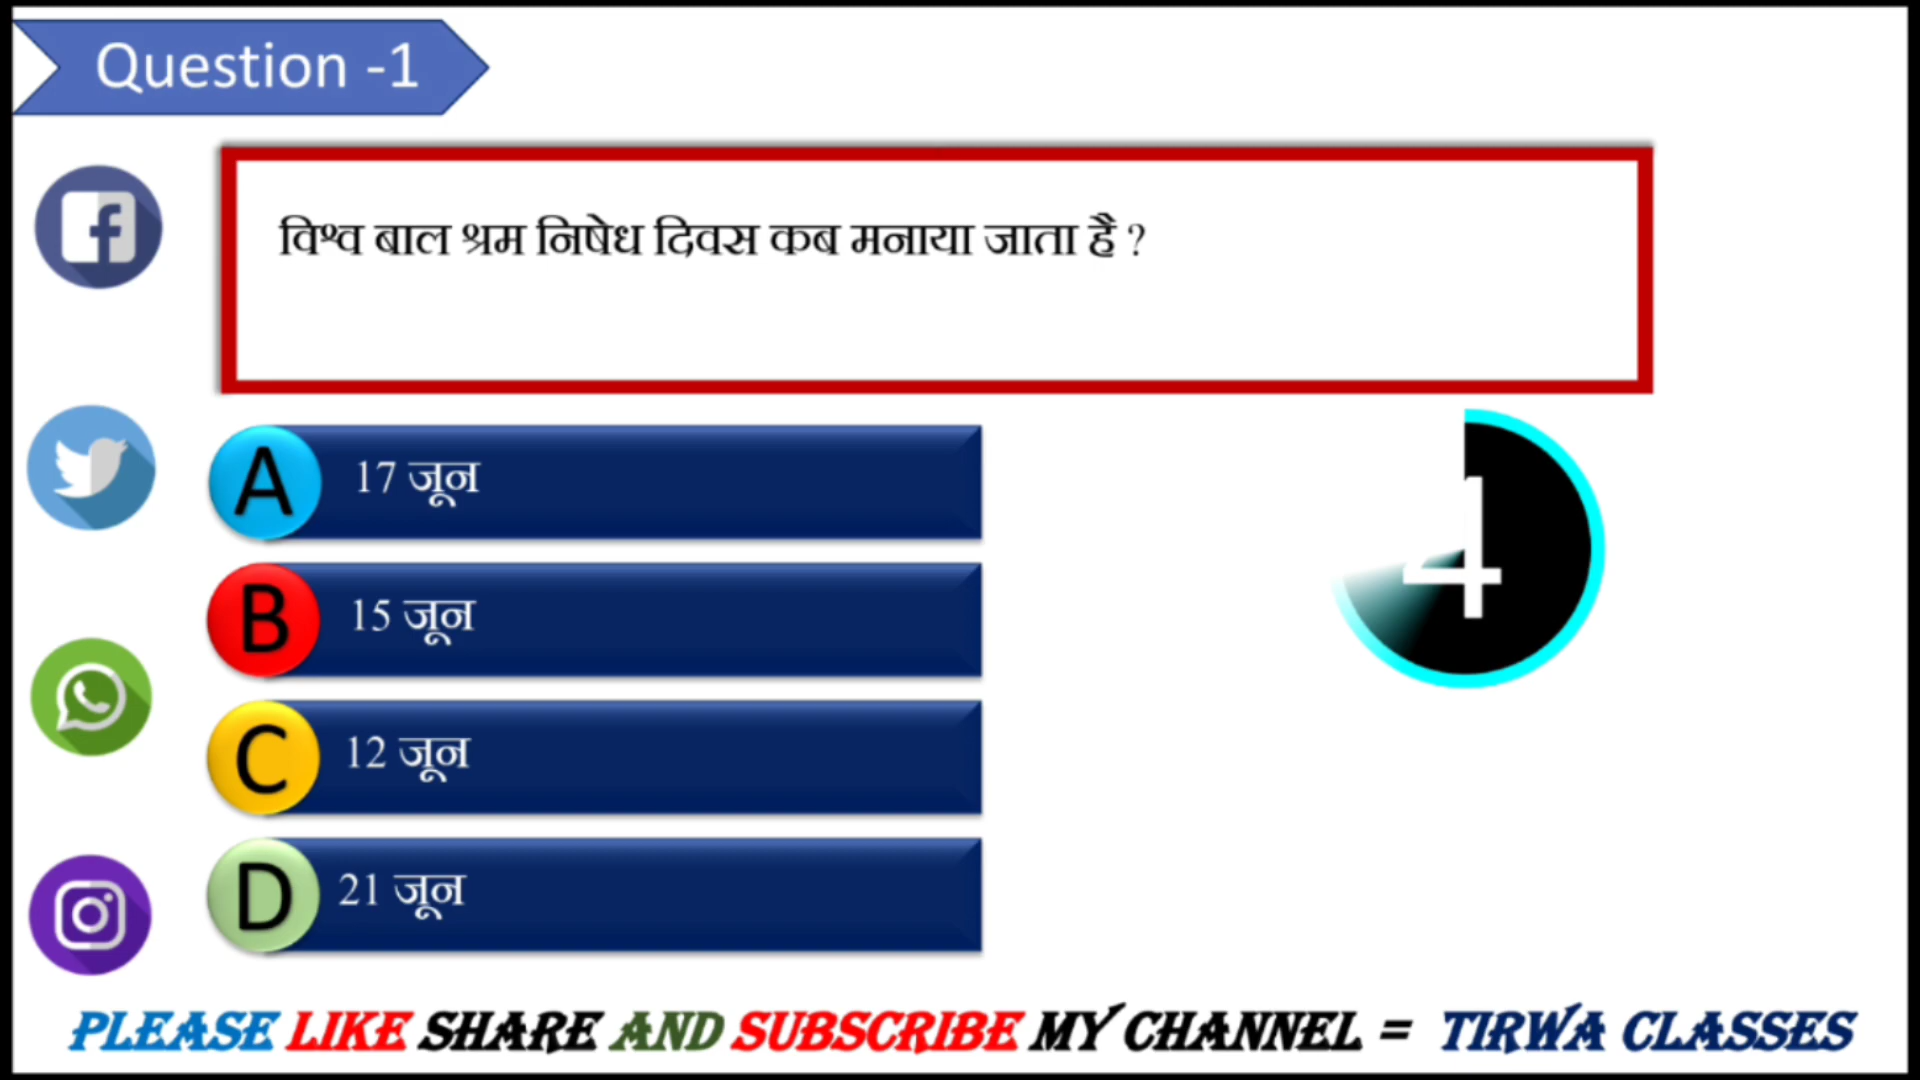 Question -1
विश्व बाल श्रम निषेध दिवस कब मनाया जाता है ?
A 17 जून
4
B 15 जून
C 12 जून
D 21 जून
PLEASE LIKE SHARE AND SUBSCRIBE MY CHANNEL = TIRWA CLASSES